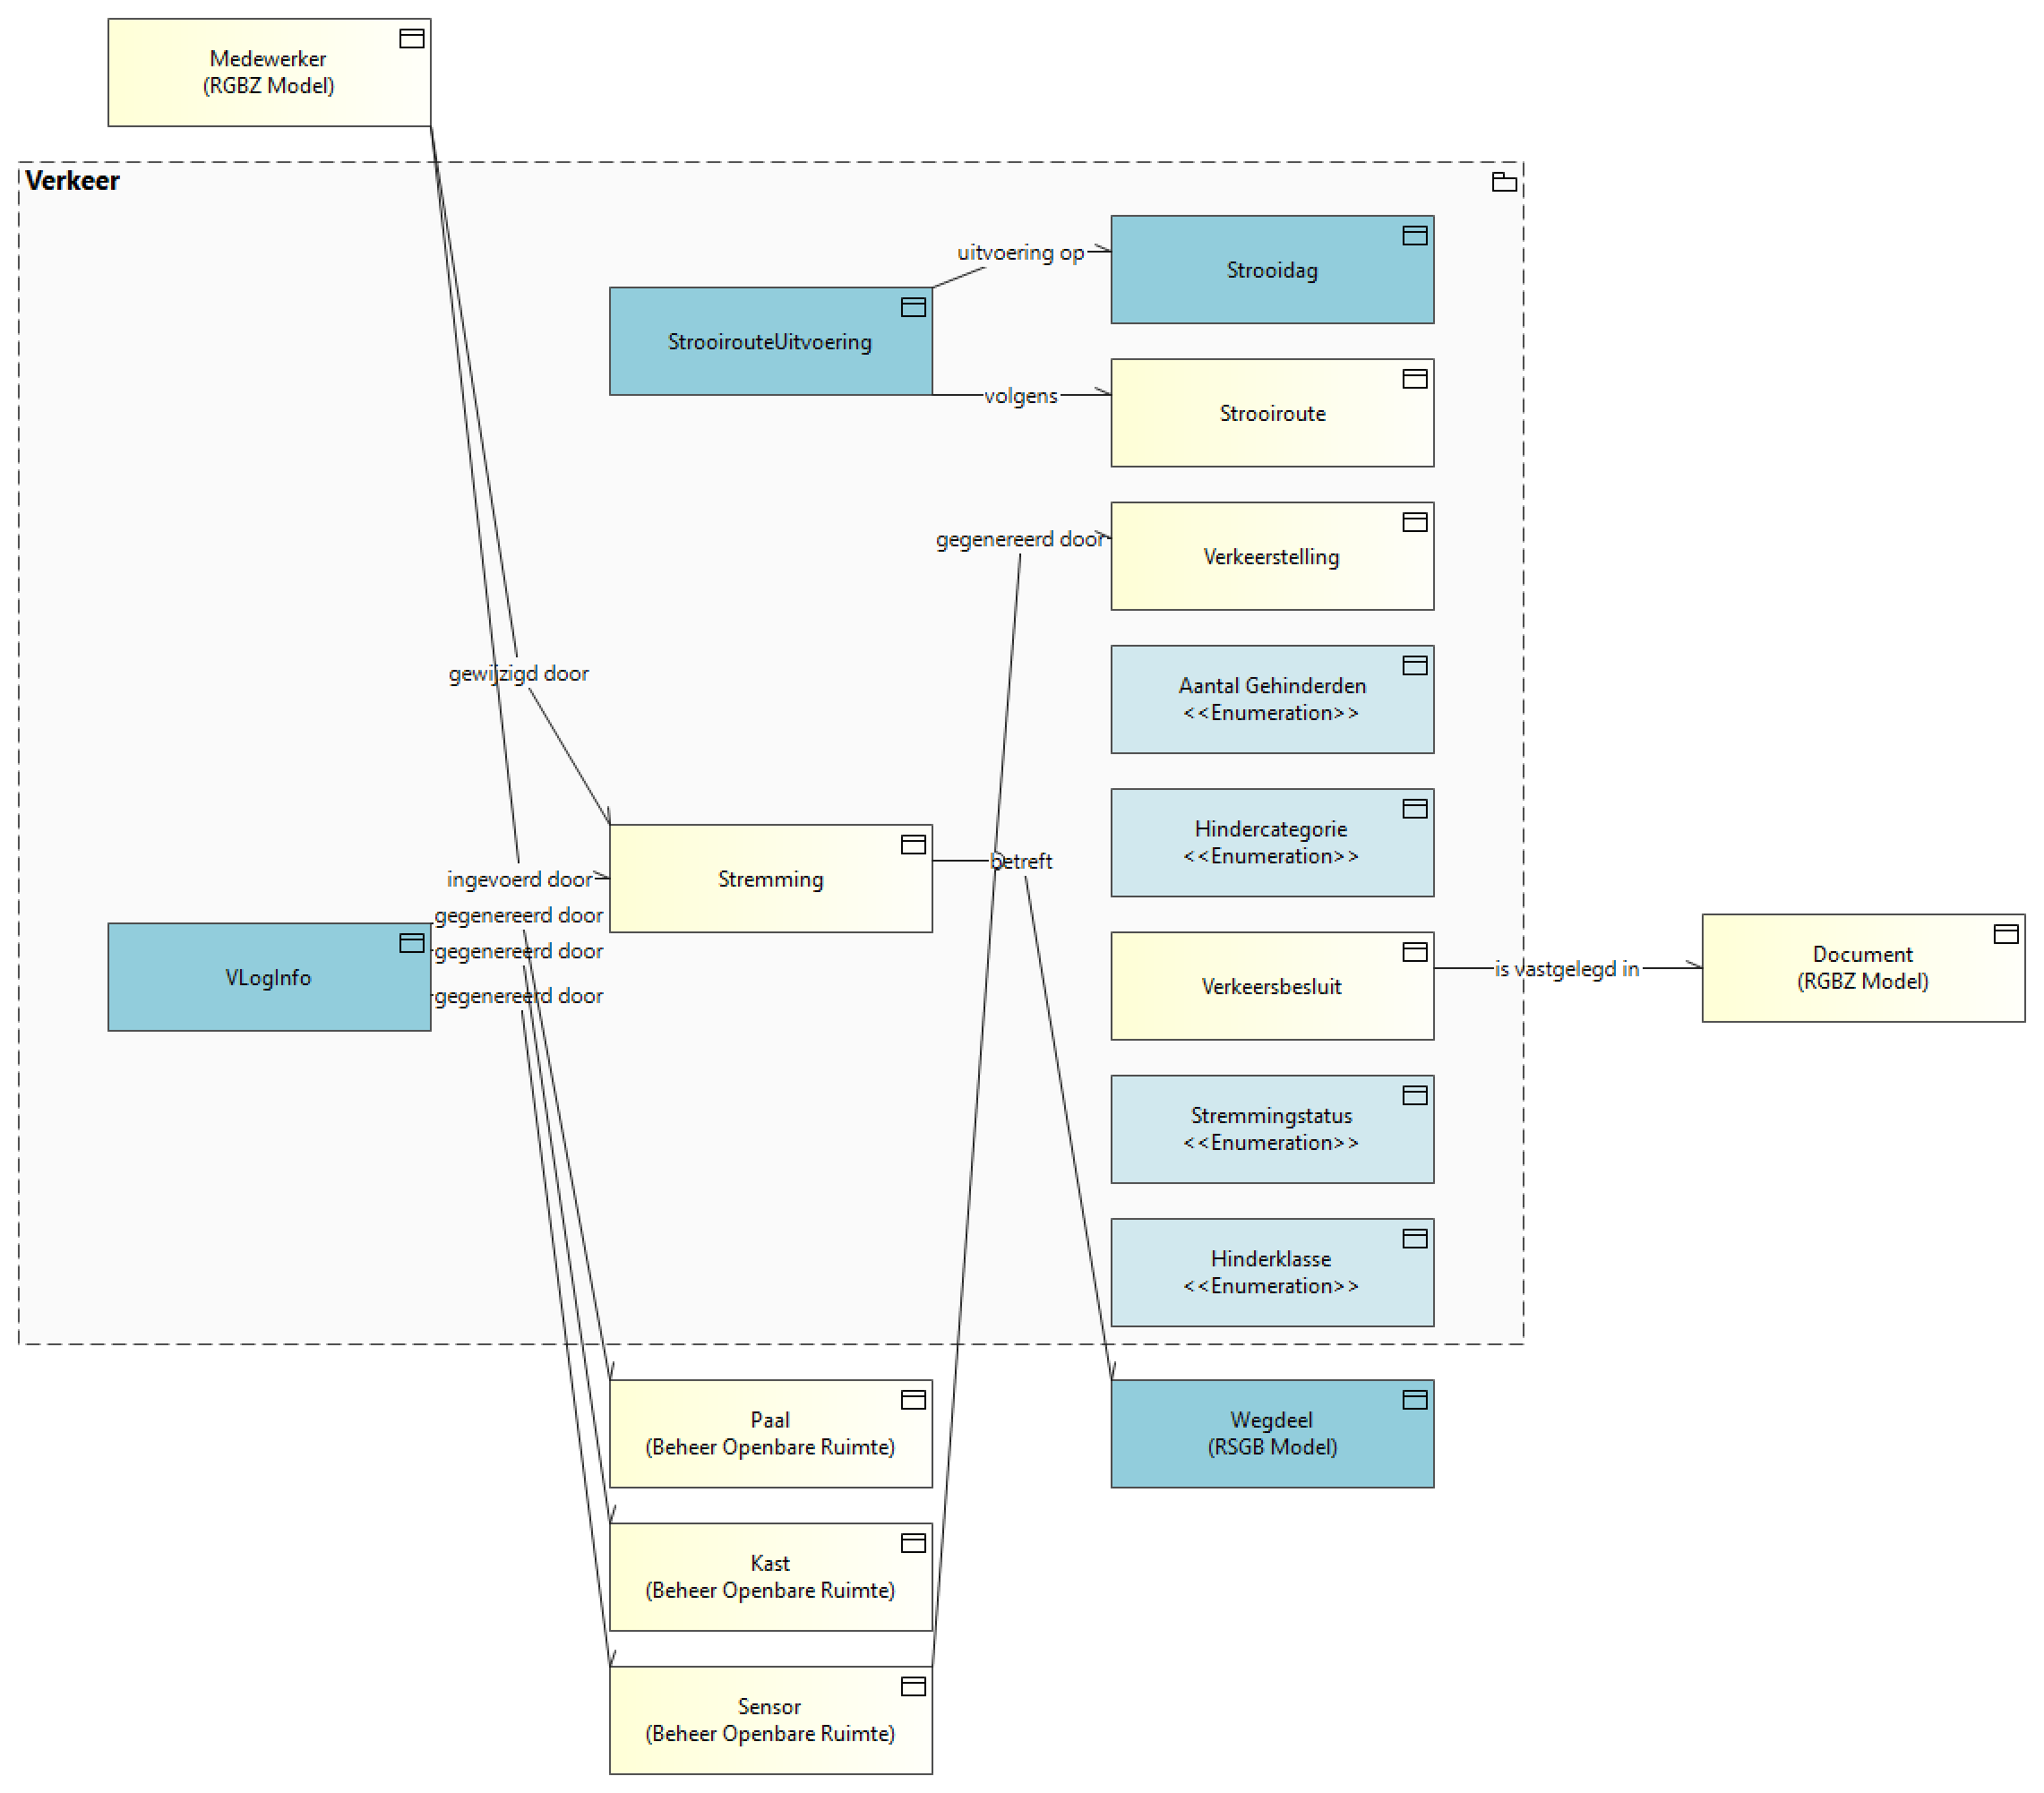 Medewerker
(RGBZ Model)
Verkeer
uitvoering op
Strooidag
StrooirouteUitvoering
volgens
Strooiroute
gegenereerd door
Verkeerstelling
gewijzigd door
Aantal Gehinderden
<<Enumeration>>
Hindercategorie
<<Enumeration>>
ingevoerd door
Stremming
betreft
gegenereerd door
gegenereerd door
gegenereerd door
VLogInfo
Verkeersbesluit
is vastgelegd in
Document
(RGBZ Model)
Stremmingstatus
<<Enumeration>>
Hinderklasse
<<Enumeration>>
Paal
(Beheer Openbare Ruimte)
Wegdeel
(RSGB Model)
Kast
(Beheer Openbare Ruimte)
Sensor
(Beheer Openbare Ruimte)